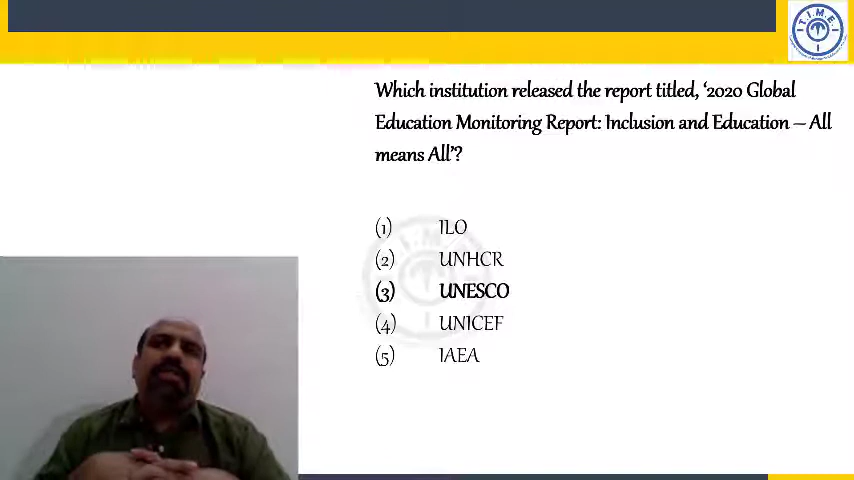 T.I.M.E.
Which institution released the report titled, ‘2020 Global
Education Monitoring Report: Inclusion and Education – All
means All’?
(1) ILO
(2) UNHCR
(3) UNESCO
(4) UNICEF
(5) IAEA